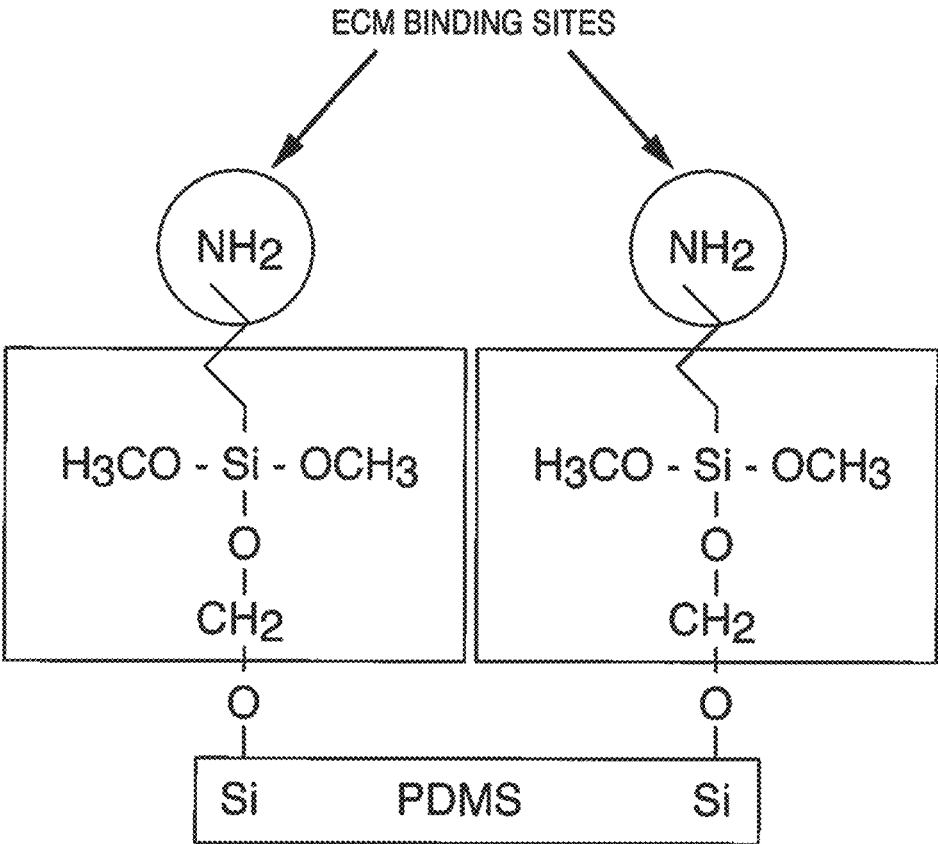 ECM BINDING SITES
NH2 NH2
H3CO - Si - OCH3 H3CO - Si - OCH3
O O
CH2 CH2
O O
Si PDMS Si